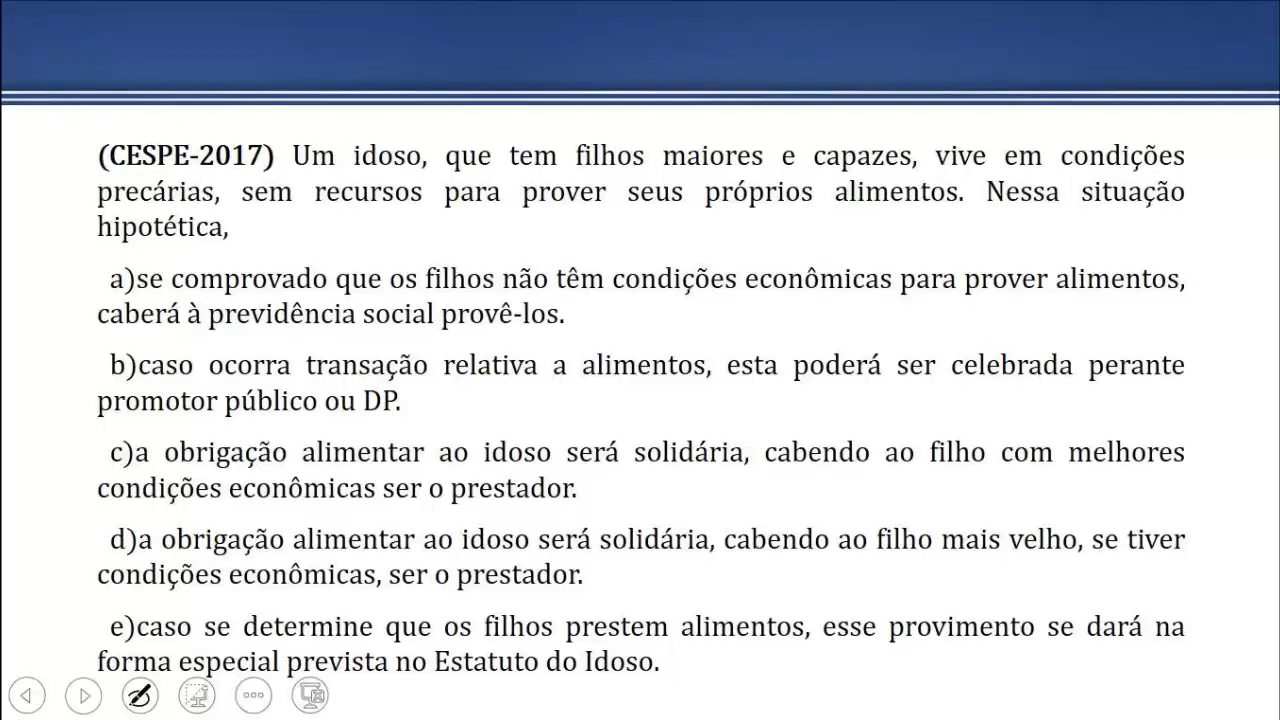 (CESPE-2017) Um idoso, que tem filhos maiores e capazes, vive em condições
precárias, sem recursos para prover seus próprios alimentos. Nessa situação
hipotética,
a)se comprovado que os filhos não têm condições econômicas para prover alimentos,
caberá à previdência social provê-los.
b)caso ocorra transação relativa a alimentos, esta poderá ser celebrada perante
promotor público ou DP.
c)a obrigação alimentar ao idoso será solidária, cabendo ao filho com melhores
condições econômicas ser o prestador.
d)a obrigação alimentar ao idoso será solidária, cabendo ao filho mais velho, se tiver
condições econômicas, ser o prestador.
e)caso se determine que os filhos prestem alimentos, esse provimento se dará na
forma especial prevista no Estatuto do Idoso.